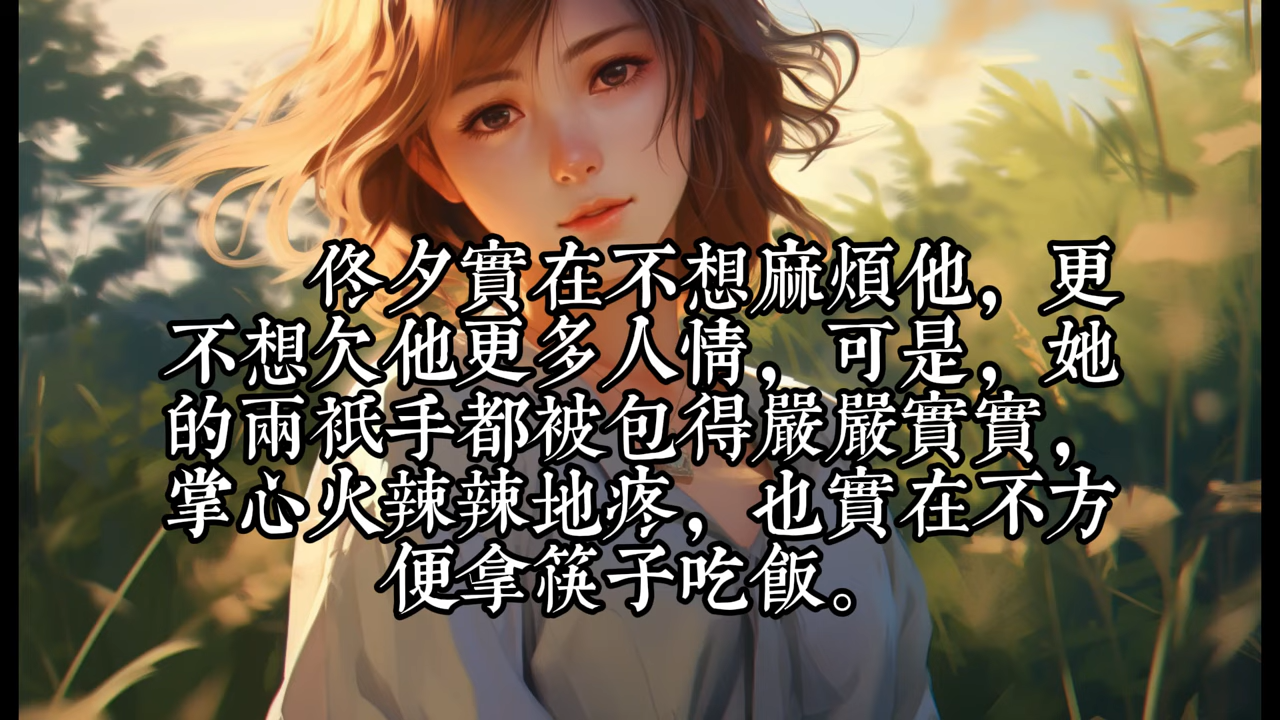 佟夕實在不想麻煩他，更
不想欠他更多人情，可是，她
的兩衹手都被包得嚴嚴實實，
掌心火辣辣地疼，也實在不方
便拿筷子吃飯。